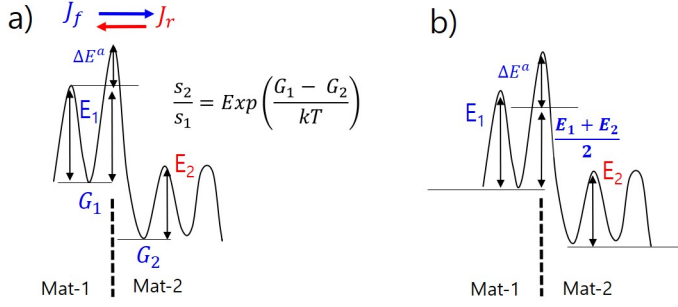 a)
J_f
J_r
ΔE^a
E_1
s_2/s_1 = Exp((G_1 − G_2)/kT)
E_2
G_1
G_2
Mat-1
Mat-2
b)
ΔE^a
E_1
(E_1 + E_2)/2
E_2
Mat-1
Mat-2